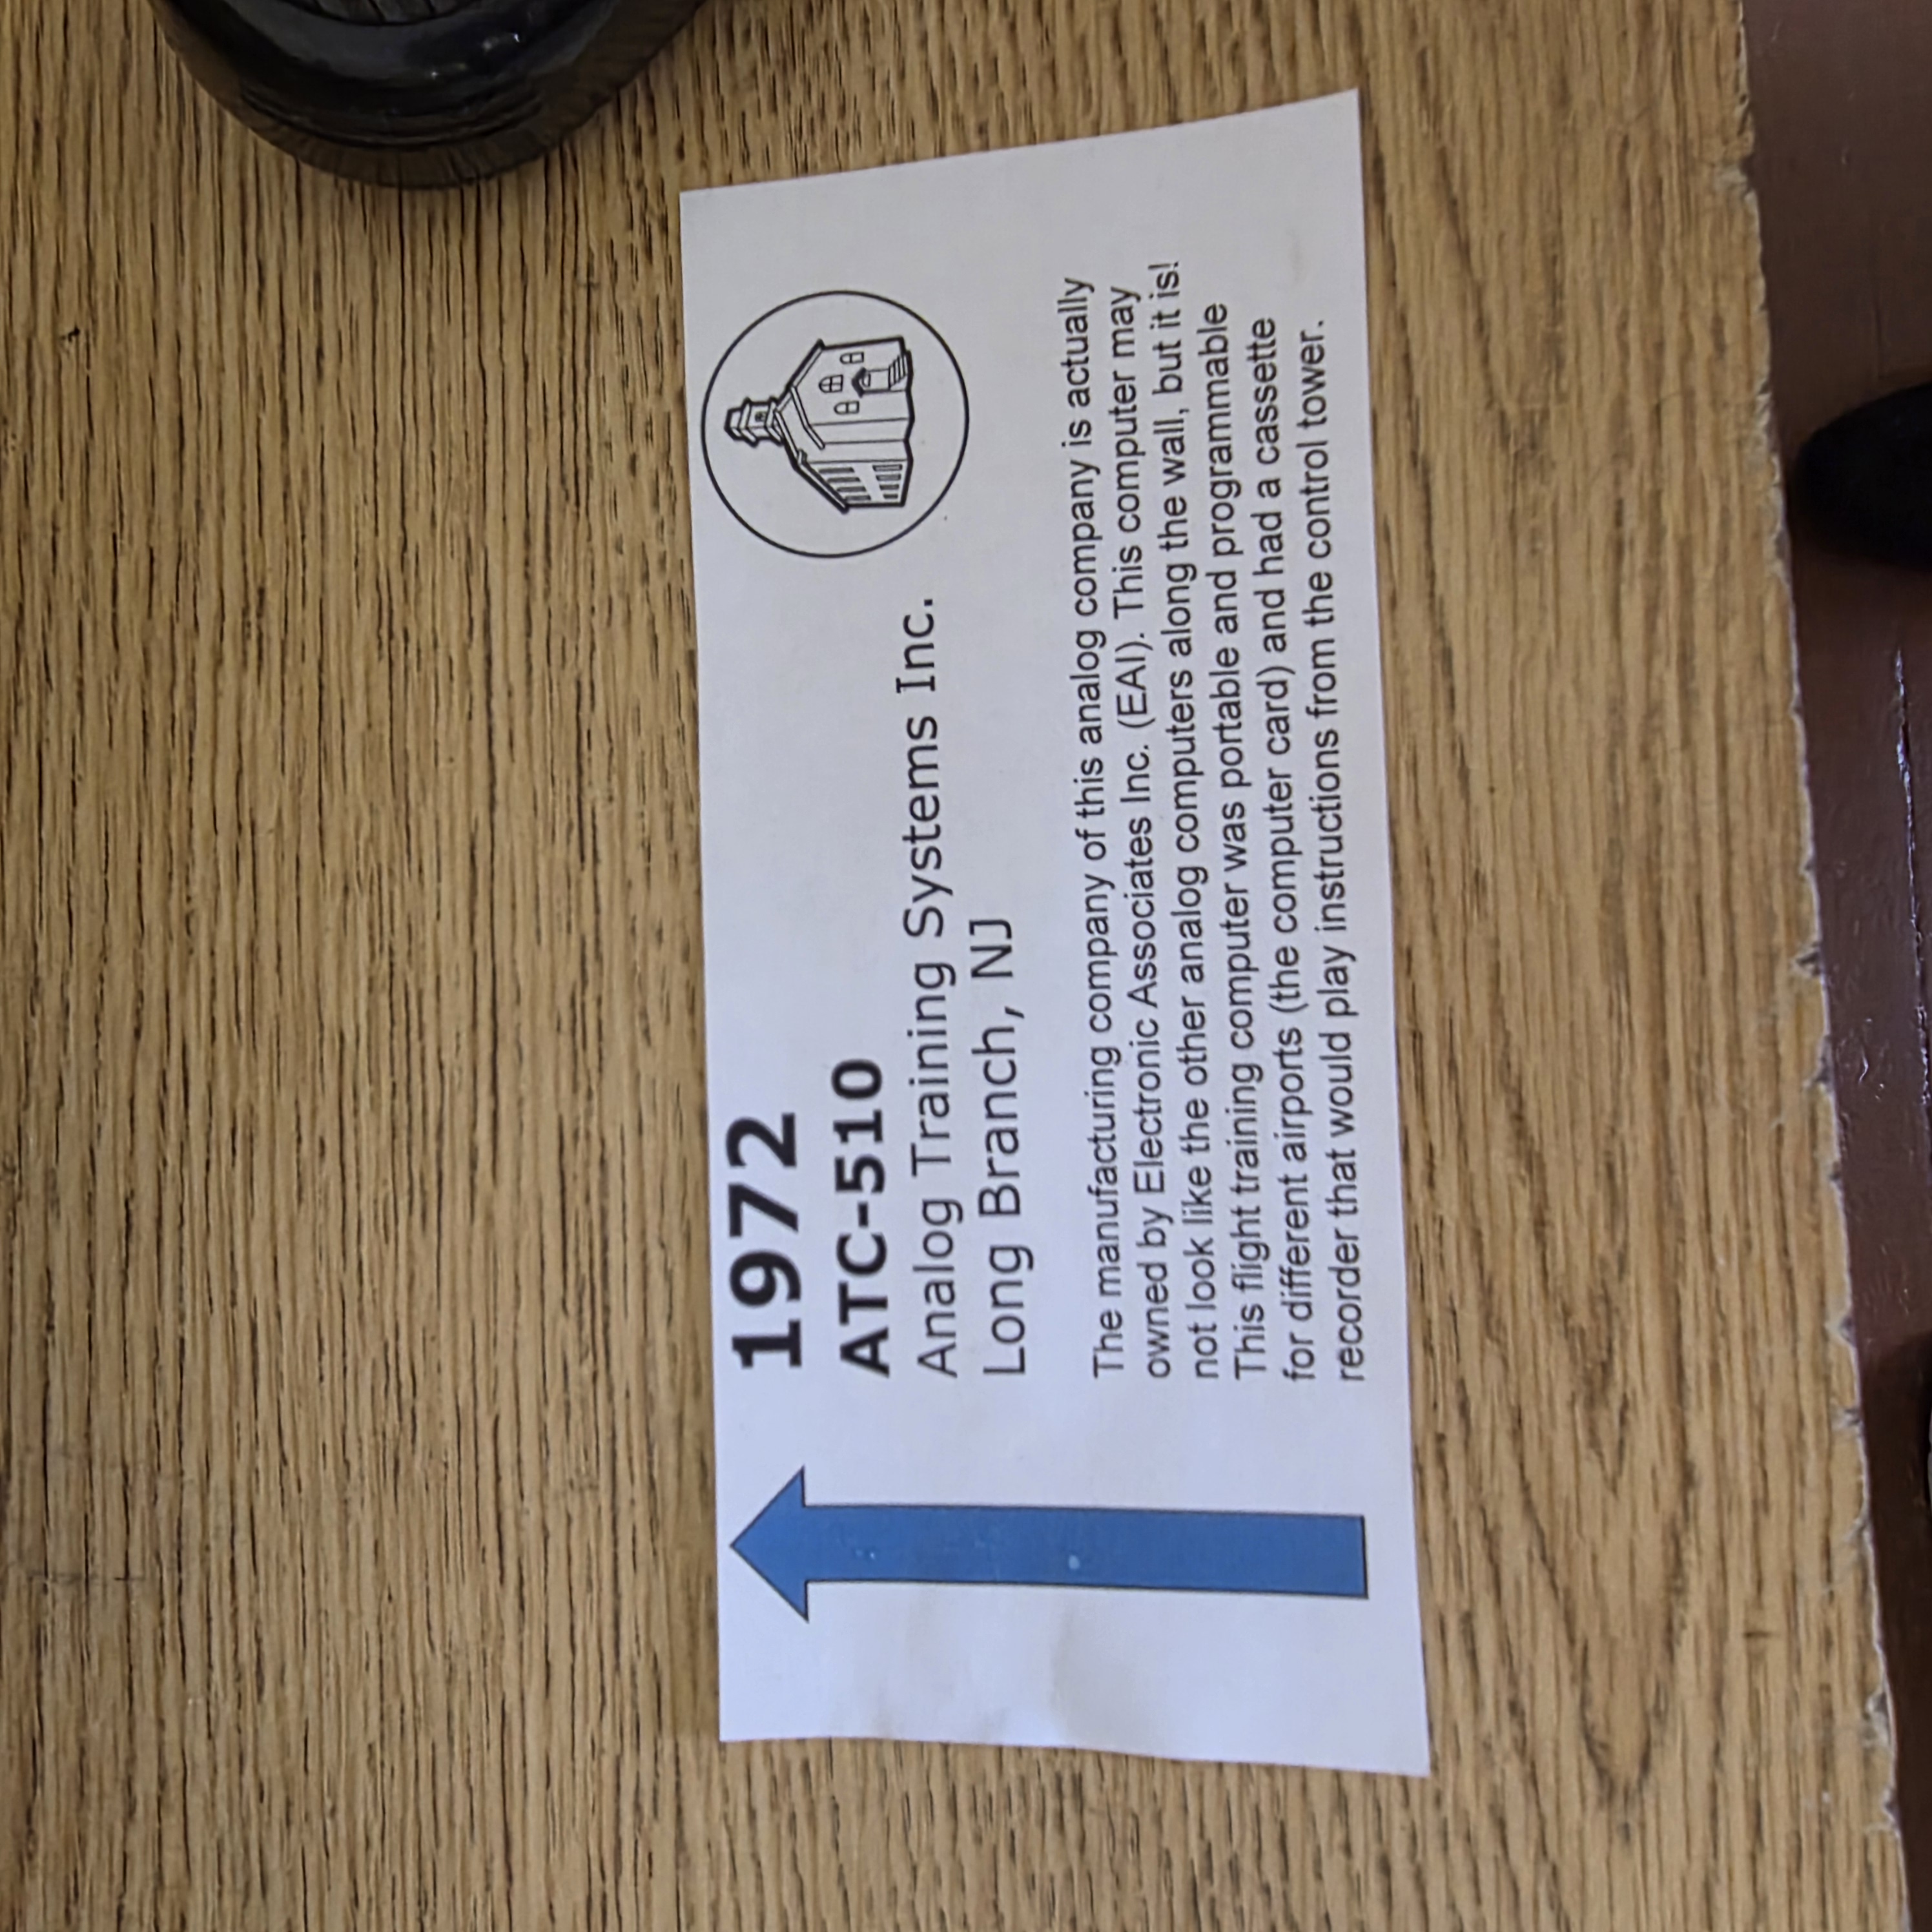 1972
ATC-510
Analog Training Systems Inc.
Long Branch, NJ
The manufacturing company of this analog company is actually
owned by Electronic Associates Inc. (EAI). This computer may
not look like the other analog computers along the wall, but it is!
This flight training computer was portable and programmable
for different airports (the computer card) and had a cassette
recorder that would play instructions from the control tower.